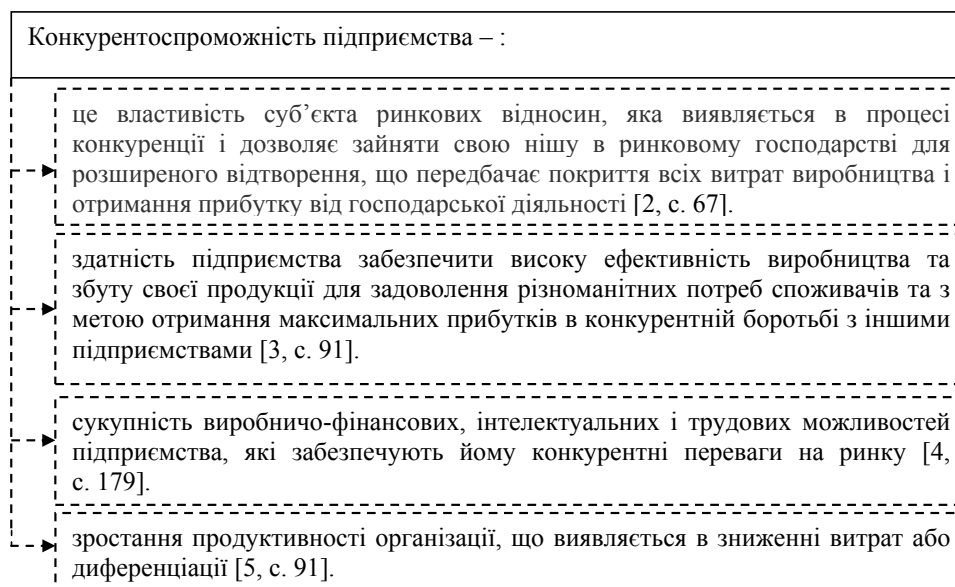 Конкурентоспроможність підприємства – :
це властивість суб’єкта ринкових відносин, яка виявляється в процесі
конкуренції і дозволяє зайняти свою нішу в ринковому господарстві для
розширеного відтворення, що передбачає покриття всіх витрат виробництва і
отримання прибутку від господарської діяльності [2, с. 67].
здатність підприємства забезпечити високу ефективність виробництва та
збуту своєї продукції для задоволення різноманітних потреб споживачів та з
метою отримання максимальних прибутків в конкурентній боротьбі з іншими
підприємствами [3, с. 91].
сукупність виробничо-фінансових, інтелектуальних і трудових можливостей
підприємства, які забезпечують йому конкурентні переваги на ринку [4,
с. 179].
зростання продуктивності організації, що виявляється в зниженні витрат або
диференціації [5, с. 91].